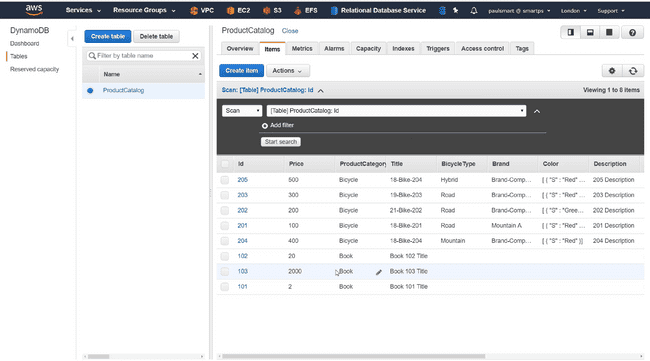 aws Services Resource Groups VPC EC2 S3 EFS Relational Database Service paulsmart @ smartps London Support
DynamoDB
Dashboard
Tables
Reserved capacity
Create table Delete table
Filter by table name
Name
ProductCatalog
ProductCatalog Close
Overview Items Metrics Alarms Capacity Indexes Triggers Access control Tags
Create item Actions
Scan: [Table] ProductCatalog: Id Viewing 1 to 8 items
Scan [Table] ProductCatalog: Id
Add filter
Start search
Id Price ProductCategory Title BicycleType Brand Color Description
205 500 Bicycle 18-Bike-204 Hybrid Brand-Comp... [ { "S" : "Red" ... 205 Description
203 300 Bicycle 19-Bike-203 Road Brand-Comp... [ { "S" : "Red" ... 203 Description
202 200 Bicycle 21-Bike-202 Road Brand-Comp... [ { "S" : "Gree... 202 Description
201 100 Bicycle 18-Bike-201 Road Mountain A [ { "S" : "Red" ... 201 Description
204 400 Bicycle 18-Bike-204 Mountain Brand-Comp... [ { "S" : "Red" }] 204 Description
102 20 Book Book 102 Title
103 2000 Book Book 103 Title
101 2 Book Book 101 Title